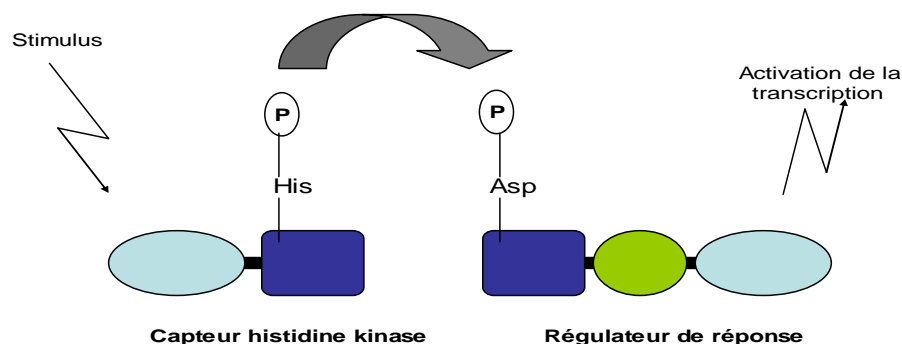 Stimulus
Activation de la
transcription
P
P
His
Asp
Capteur histidine kinase
Régulateur de réponse